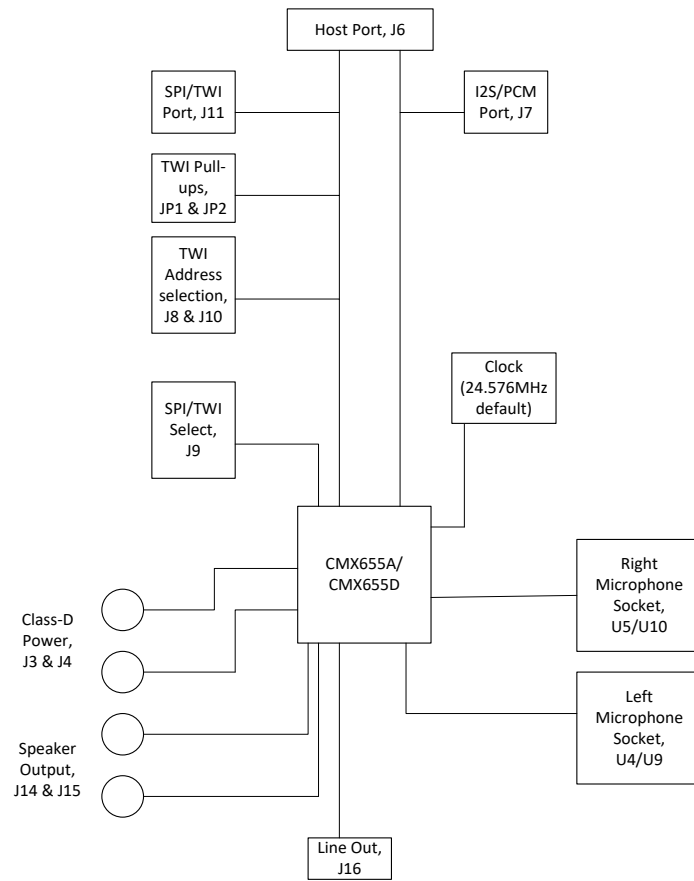 Host Port, J6
SPI/TWI
Port, J11
I2S/PCM
Port, J7
TWI Pull-
ups,
JP1 & JP2
TWI
Address
selection,
J8 & J10
Clock
(24.576MHz
default)
SPI/TWI
Select,
J9
CMX655A/
CMX655D
Right
Microphone
Socket,
U5/U10
Class-D
Power,
J3 & J4
Left
Microphone
Socket,
U4/U9
Speaker
Output,
J14 & J15
Line Out,
J16